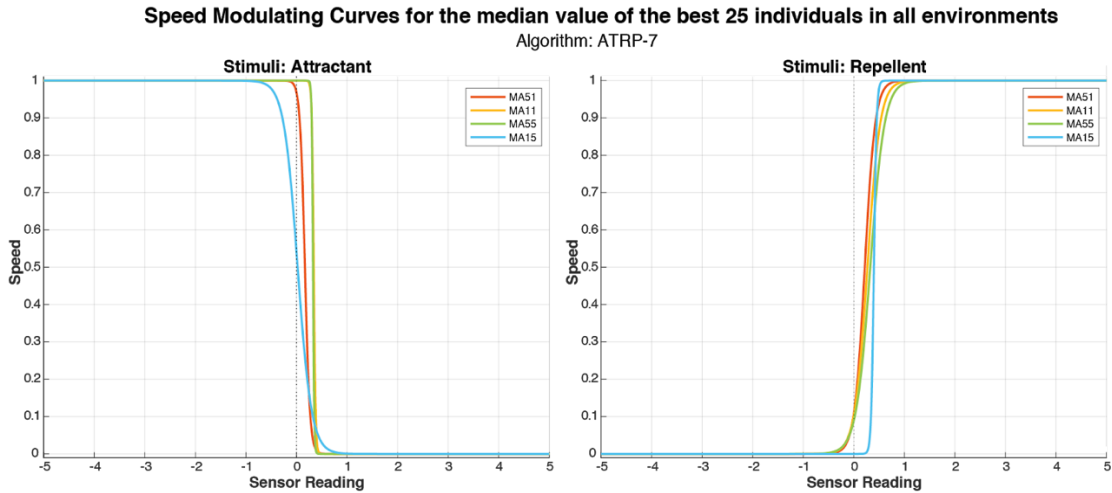 Speed Modulating Curves for the median value of the best 25 individuals in all environments
Algorithm: ATRP-7
Stimuli: Attractant
1
0.9
0.8
0.7
0.6
0.5
0.4
0.3
0.2
0.1
0
Speed
-5 -4 -3 -2 -1 0 1 2 3 4 5
Sensor Reading
MA51
MA11
MA55
MA15
Stimuli: Repellent
1
0.9
0.8
0.7
0.6
0.5
0.4
0.3
0.2
0.1
0
Speed
-5 -4 -3 -2 -1 0 1 2 3 4 5
Sensor Reading
MA51
MA11
MA55
MA15